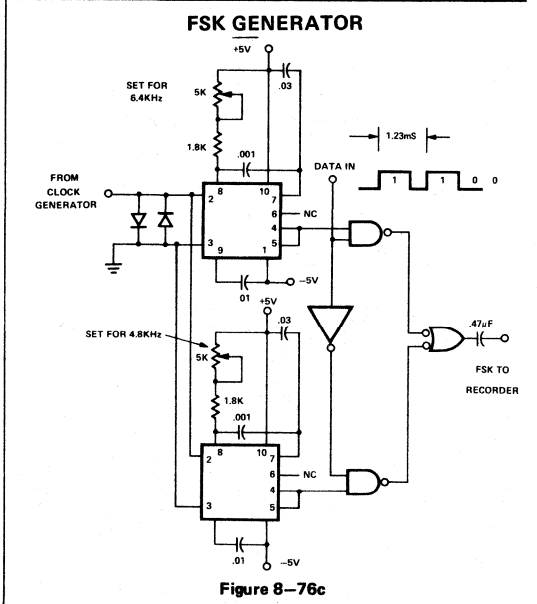 FSK GENERATOR
+5V
.03
SET FOR
6.4KHz
5K
1.8K
.001
DATA IN
1.23mS
1 1 0 0
FROM
CLOCK
GENERATOR
8 10
2 7
6 NC
4
3 5
9 1
01
–5V
+5V
.03
SET FOR 4.8KHz
5K
1.8K
.001
.47µF
FSK TO
RECORDER
8 10
2 7
6 NC
4
3 5
.01
–5V
Figure 8–76c